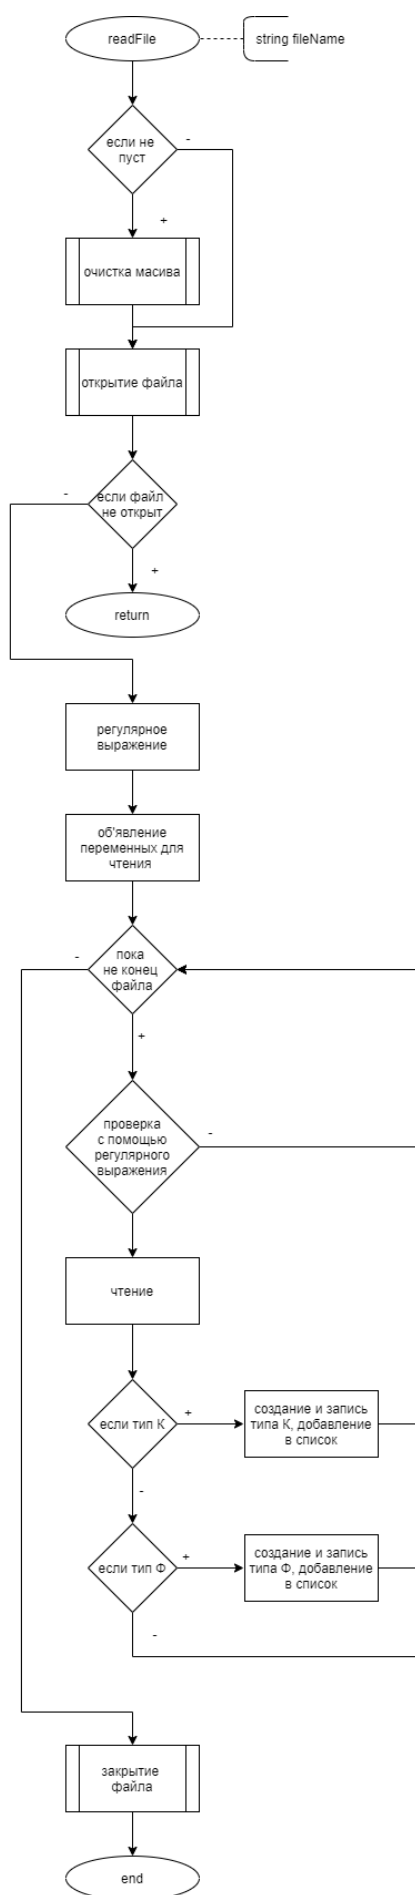 readFile
string fileName
если не
пуст
-
+
очистка масива
открытие файла
-
если файл
не открыт
+
return
регулярное
выражение
об'явление
переменных для
чтения
-
пока
не конец
файла
+
проверка
с помощью
регулярного
выражения
-
чтение
если тип К
+
создание и запись
типа К, добавление
в список
-
если тип Ф
+
создание и запись
типа Ф, добавление
в список
-
закрытие
файла
end